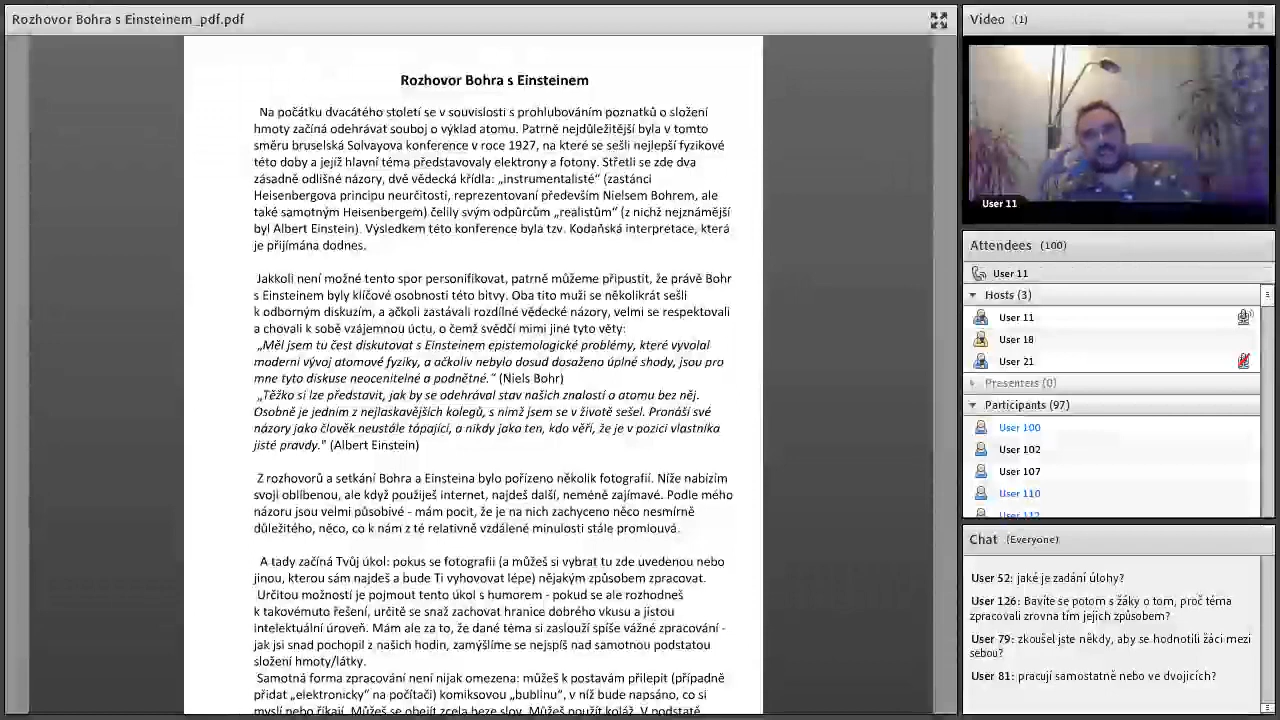 Rozhovor Bohra s Einsteinem_pdf.pdf
Rozhovor Bohra s Einsteinem
Na počátku dvacátého století se v souvislosti s prohlubováním poznatků o složení
hmoty začíná odehrávat souboj o výklad atomu. Patrně nejdůležitější byla v tomto
směru bruselská Solvayova konference v roce 1927, na které se sešli nejlepší fyzikové
této doby a jejíž hlavní téma představovaly elektrony a fotony. Střetli se zde dva
zásadně odlišné názory, dvě vědecká křídla: „instrumentalisté“ (zastánci
Heisenbergova principu neurčitosti, reprezentovaní především Nielsem Bohrem, ale
také samotným Heisenbergem) čelily svým odpůrcům „realistům“ (z nichž nejznámější
byl Albert Einstein). Výsledkem této konference byla tzv. Kodaňská interpretace, která
je přijímána dodnes.
Jakkoli není možné tento spor personifikovat, patrně můžeme připustit, že právě Bohr
s Einsteinem byly klíčové osobnosti této bitvy. Oba tito muži se několikrát sešli
k odborným diskuzím, a ačkoli zastávali rozdílné vědecké názory, velmi se respektovali
a chovali k sobě vzájemnou úctu, o čemž svědčí mimi jiné tyto věty:
„Měl jsem tu čest diskutovat s Einsteinem epistemologické problémy, které vyvolal
moderní vývoj atomové fyziky, a ačkoliv nebylo dosud dosaženo úplné shody, jsou pro
mne tyto diskuse neocenitelné a podnětné.“ (Niels Bohr)
„Těžko si lze představit, jak by se odehrával stav našich znalostí o atomu bez něj.
Osobně je jedním z nejlaskavějších kolegů, s nimž jsem se v životě sešel. Pronáší své
názory jako člověk neustále tápající, a nikdy jako ten, kdo věří, že je v pozici vlastníka
jisté pravdy." (Albert Einstein)
Z rozhovorů a setkání Bohra a Einsteina bylo pořízeno několik fotografií. Níže nabízím
svoji oblíbenou, ale když použiješ internet, najdeš další, neméně zajímavé. Podle mého
názoru jsou velmi působivé - mám pocit, že je na nich zachyceno něco nesmírně
důležitého, něco, co k nám z té relativně vzdálené minulosti stále promlouvá.
A tady začíná Tvůj úkol: pokus se fotografii (a můžeš si vybrat tu zde uvedenou nebo
jinou, kterou sám najdeš a bude Ti vyhovovat lépe) nějakým způsobem zpracovat.
Určitou možností je pojmout tento úkol s humorem - pokud se ale rozhodneš
k takovémuto řešení, určitě se snaž zachovat hranice dobrého vkusu a jistou
intelektuální úroveň. Mám ale za to, že dané téma si zaslouží spíše vážné zpracování -
jak jsi snad pochopil z našich hodin, zamýšlíme se nejspíš nad samotnou podstatou
složení hmoty/látky.
Samotná forma zpracování není nijak omezena: můžeš k postavám přilepit (případně
přidat „elektronicky“ na počítači) komiksovou „bublinu“, v níž bude napsáno, co si
myslí nebo říkají. Můžeš se obejít zcela beze slov. Můžeš použít koláž. V podstatě
Video (1)
User 11
Attendees (100)
User 11
Hosts (3)
User 11
User 18
User 21
Presenters (0)
Participants (97)
User 100
User 102
User 107
User 110
User 112
Chat (Everyone)
User 52: jaké je zadání úlohy?
User 126: Bavíte se potom s žáky o tom, proč téma
zpracovali zrovna tím jejich způsobem?
User 79: zkoušel jste někdy, aby se hodnotili žáci mezi
sebou?
User 81: pracují samostatně nebo ve dvojicích?